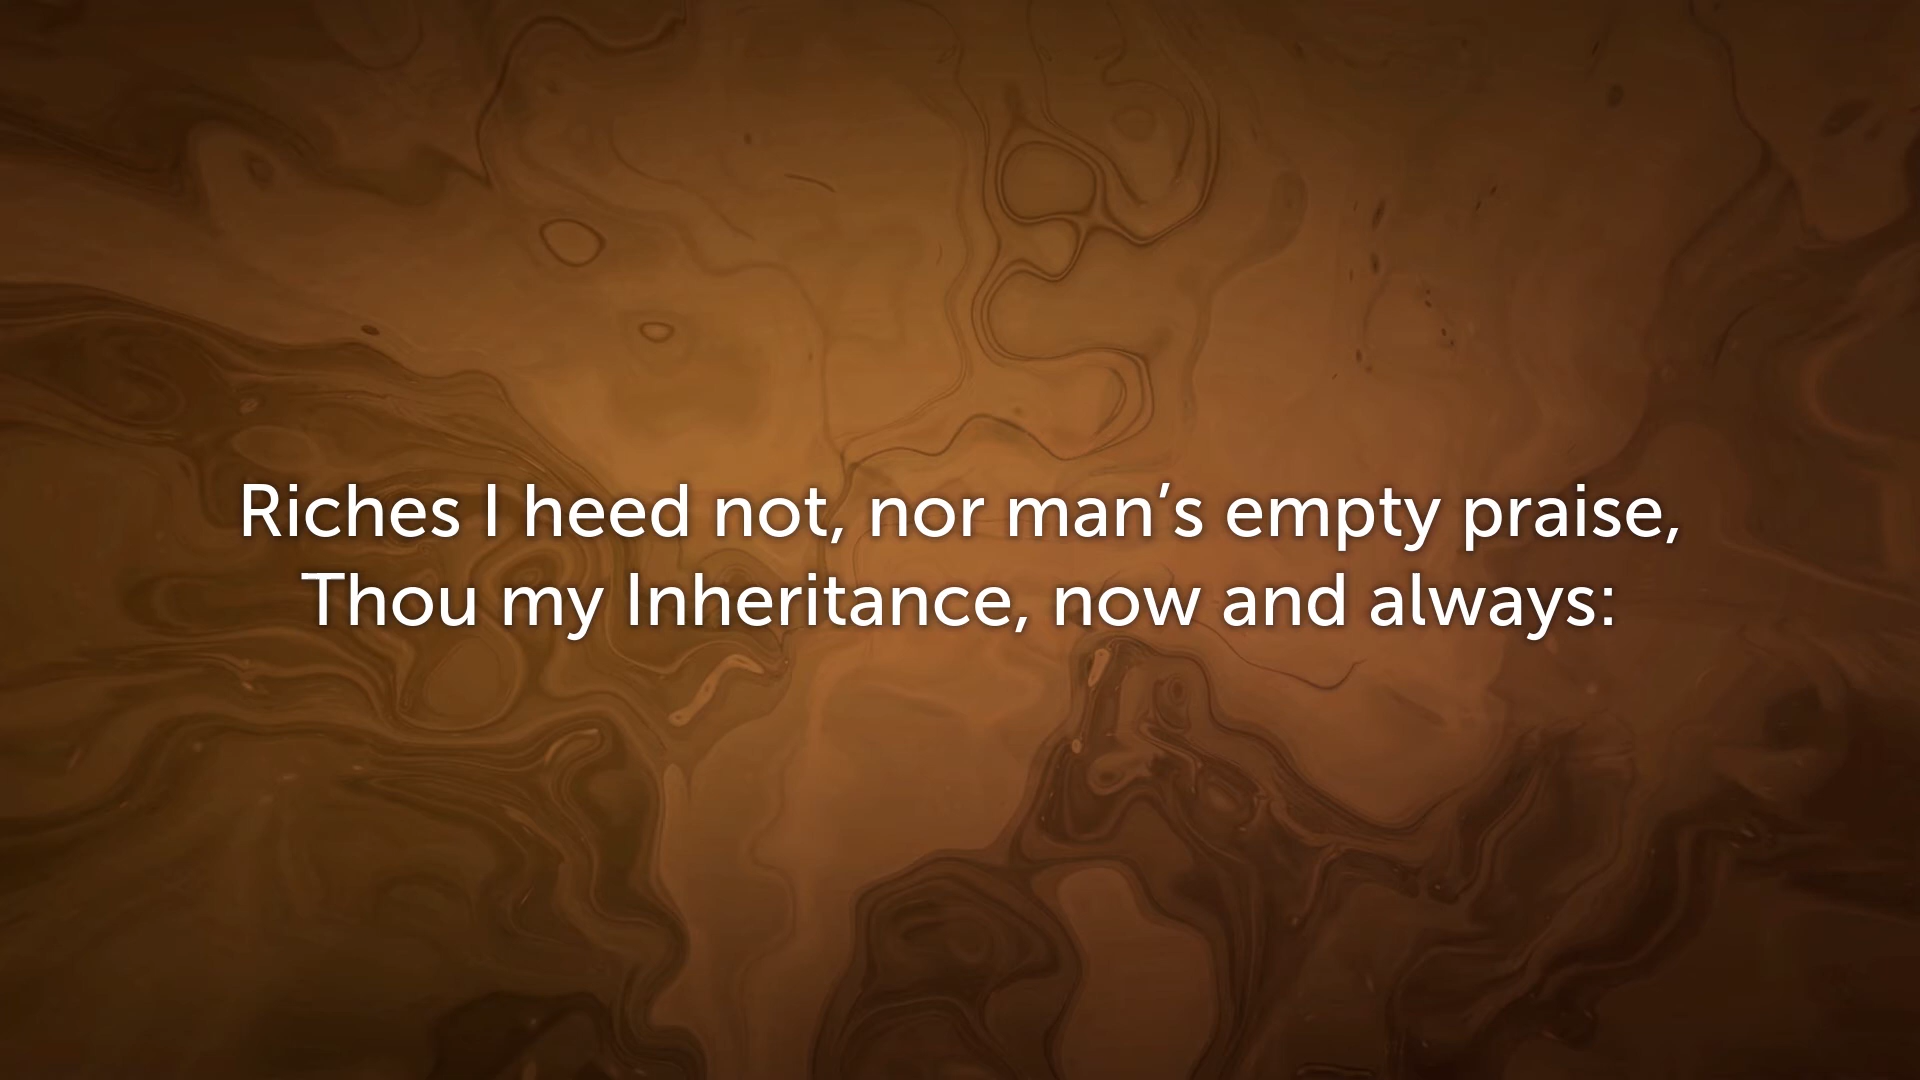 Riches I heed not, nor man’s empty praise,
Thou my Inheritance, now and always: